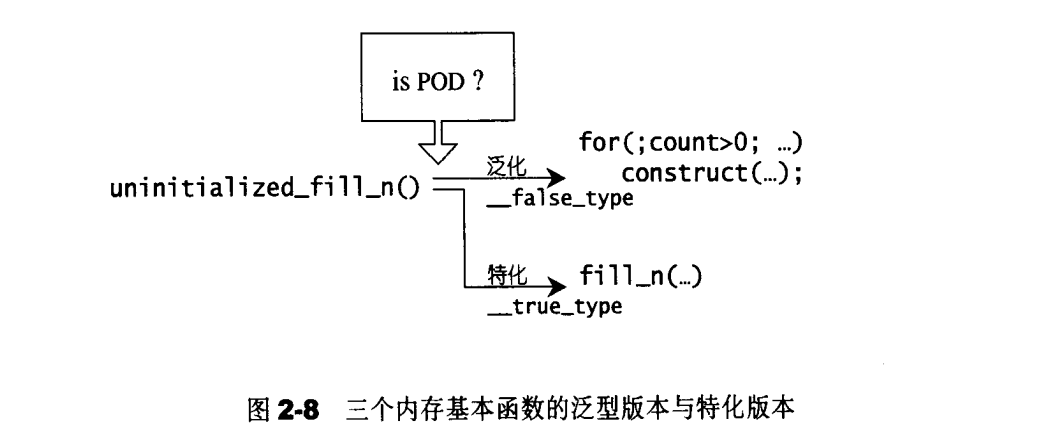 is POD ?
for(;count>0; …)
construct(…);
泛化
uninitialized_fill_n()
__false_type
特化
fill_n(…)
__true_type
图 2-8 三个内存基本函数的泛型版本与特化版本